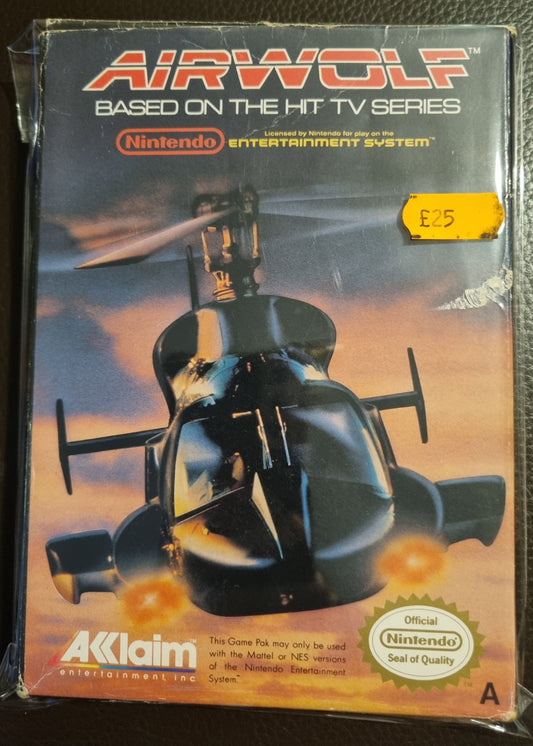 AIRWOLF™
BASED ON THE HIT TV SERIES
Nintendo
Licensed by Nintendo for play on the
ENTERTAINMENT SYSTEM™
£25
AKKlaim™
entertainment, inc
This Game Pak may only be used
with the Mattel or NES versions
of the Nintendo Entertainment
System.™
Official
Nintendo
Seal of Quality
TM
A